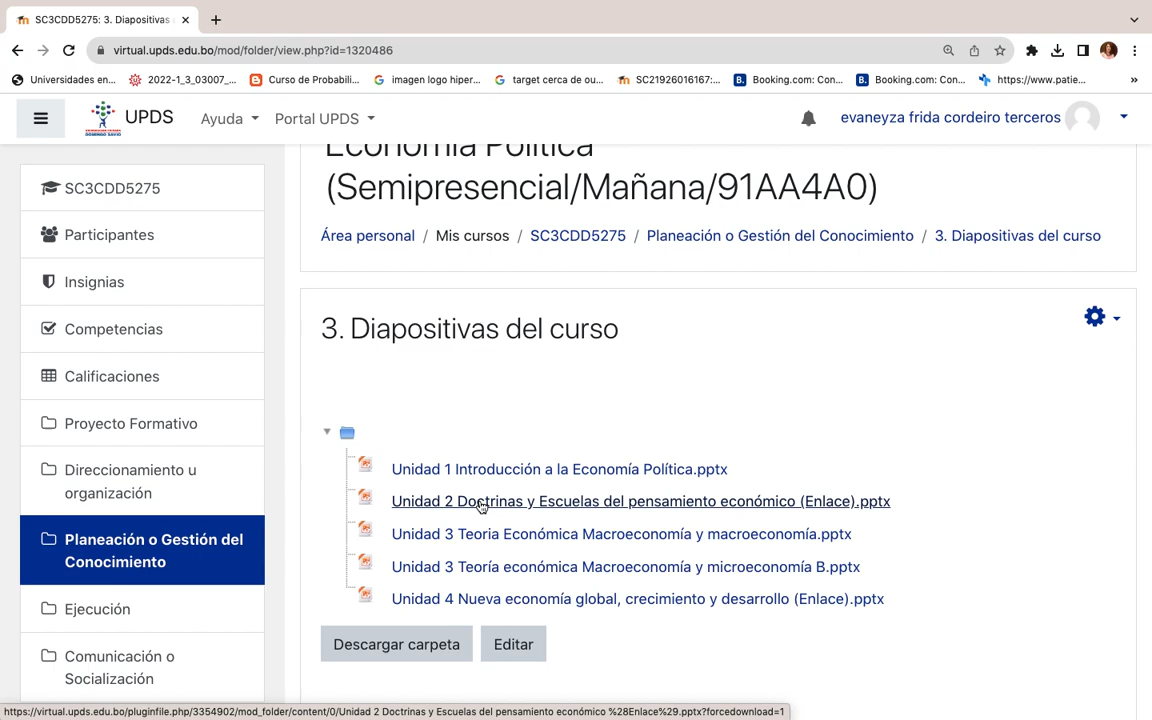 SC3CDD5275: 3. Diapositivas
virtual.upds.edu.bo/mod/folder/view.php?id=1320486
Universidades en...
2022-1_3_03007_...
Curso de Probabili...
imagen logo hiper...
target cerca de ou...
SC21926016167:...
Booking.com: Con...
Booking.com: Con...
https://www.patie...
»
UPDS
Ayuda
Portal UPDS
evaneyza frida cordeiro terceros
SC3CDD5275
Participantes
Insignias
Competencias
Calificaciones
Proyecto Formativo
Direccionamiento u
organización
Planeación o Gestión del
Conocimiento
Ejecución
Comunicación o
Socialización
Economía Política
(Semipresencial/Mañana/91AA4A0)
Área personal / Mis cursos / SC3CDD5275 / Planeación o Gestión del Conocimiento / 3. Diapositivas del curso
3. Diapositivas del curso
Unidad 1 Introducción a la Economía Política.pptx
Unidad 2 Doctrinas y Escuelas del pensamiento económico (Enlace).pptx
Unidad 3 Teoria Económica Macroeconomía y macroeconomía.pptx
Unidad 3 Teoría económica Macroeconomía y microeconomía B.pptx
Unidad 4 Nueva economía global, crecimiento y desarrollo (Enlace).pptx
Descargar carpeta
Editar
https://virtual.upds.edu.bo/pluginfile.php/3354902/mod_folder/content/0/Unidad 2 Doctrinas y Escuelas del pensamiento económico %28Enlace%29.pptx?forcedownload=1